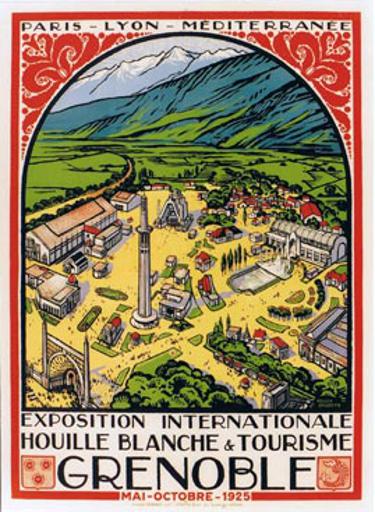 PARIS - LYON - MÉDITERRANÉE
EXPOSITION INTERNATIONALE
HOUILLE BLANCHE & TOURISME
GRENOBLE
MAI-OCTOBRE-1925